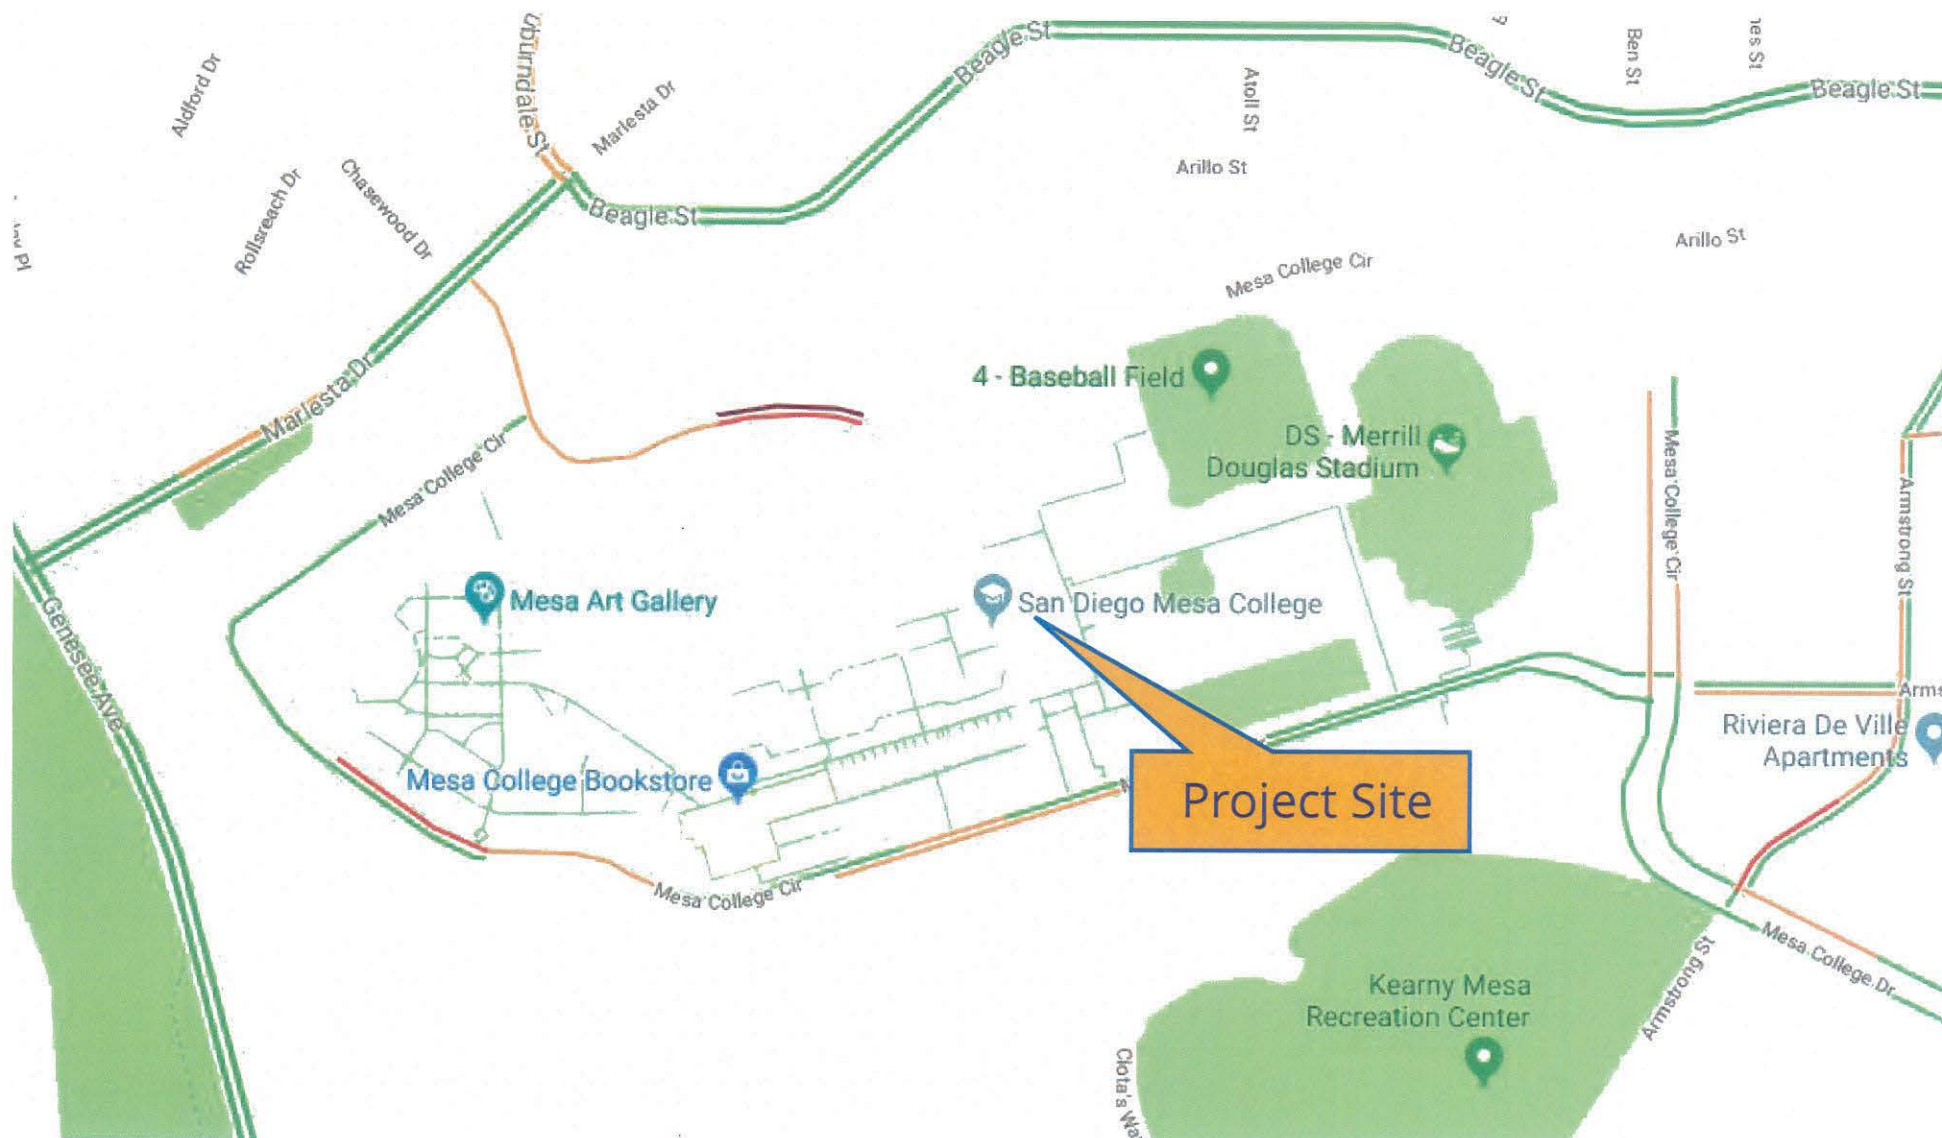 Aldford Dr
Marlesta Dr
Beagle St
Beagle St
Ben St
Beagle St
Atoll St
Arillo St
Chasewood Dr
Rollsreach Dr
Beagle St
Arillo St
Mesa College Cir
4 - Baseball Field
Marlesta Dr
DS - Merrill
Douglas Stadium
Mesa College Cir
Mesa College Cir
Armstrong St
Mesa Art Gallery
San Diego Mesa College
Genesee Ave
Arms
Riviera De Ville
Apartments
Mesa College Bookstore
Project Site
Mesa College Cir
Mesa College Dr
Armstrong St
Kearny Mesa
Recreation Center